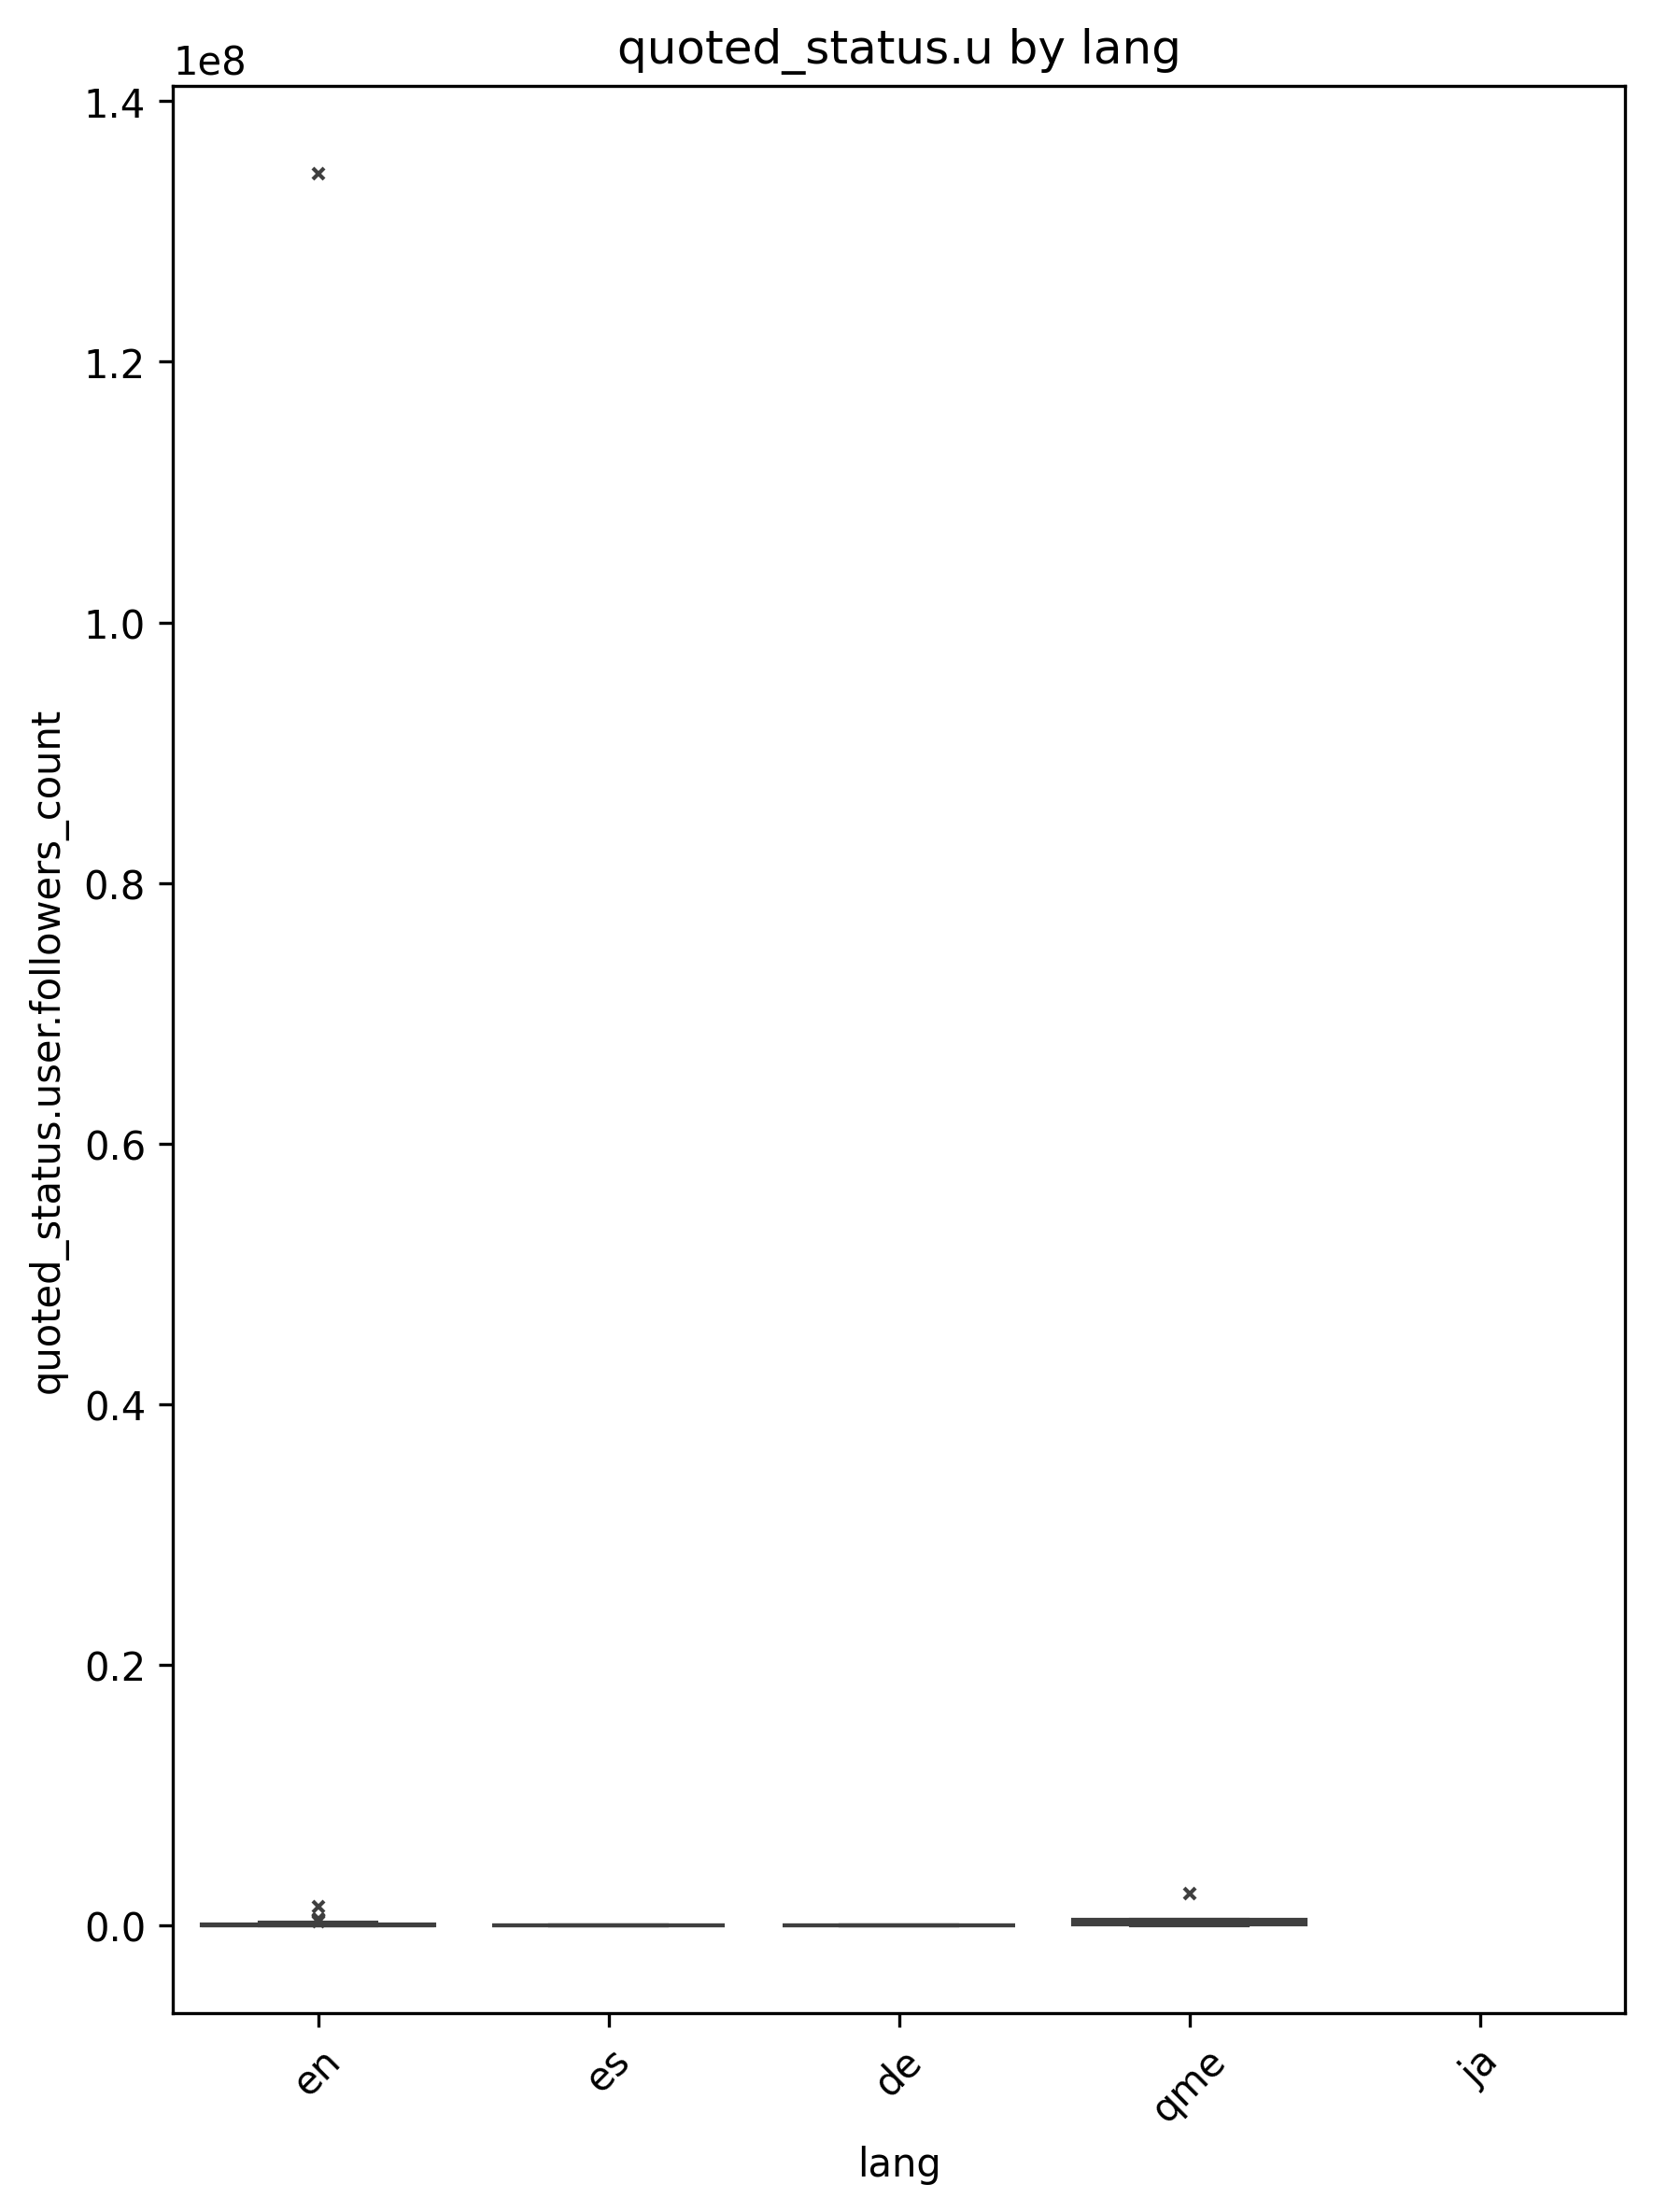 quoted_status.u by lang
1e8
1.4
1.2
1.0
0.8
0.6
0.4
0.2
0.0
quoted_status.user.followers_count
en
es
de
qme
ja
lang